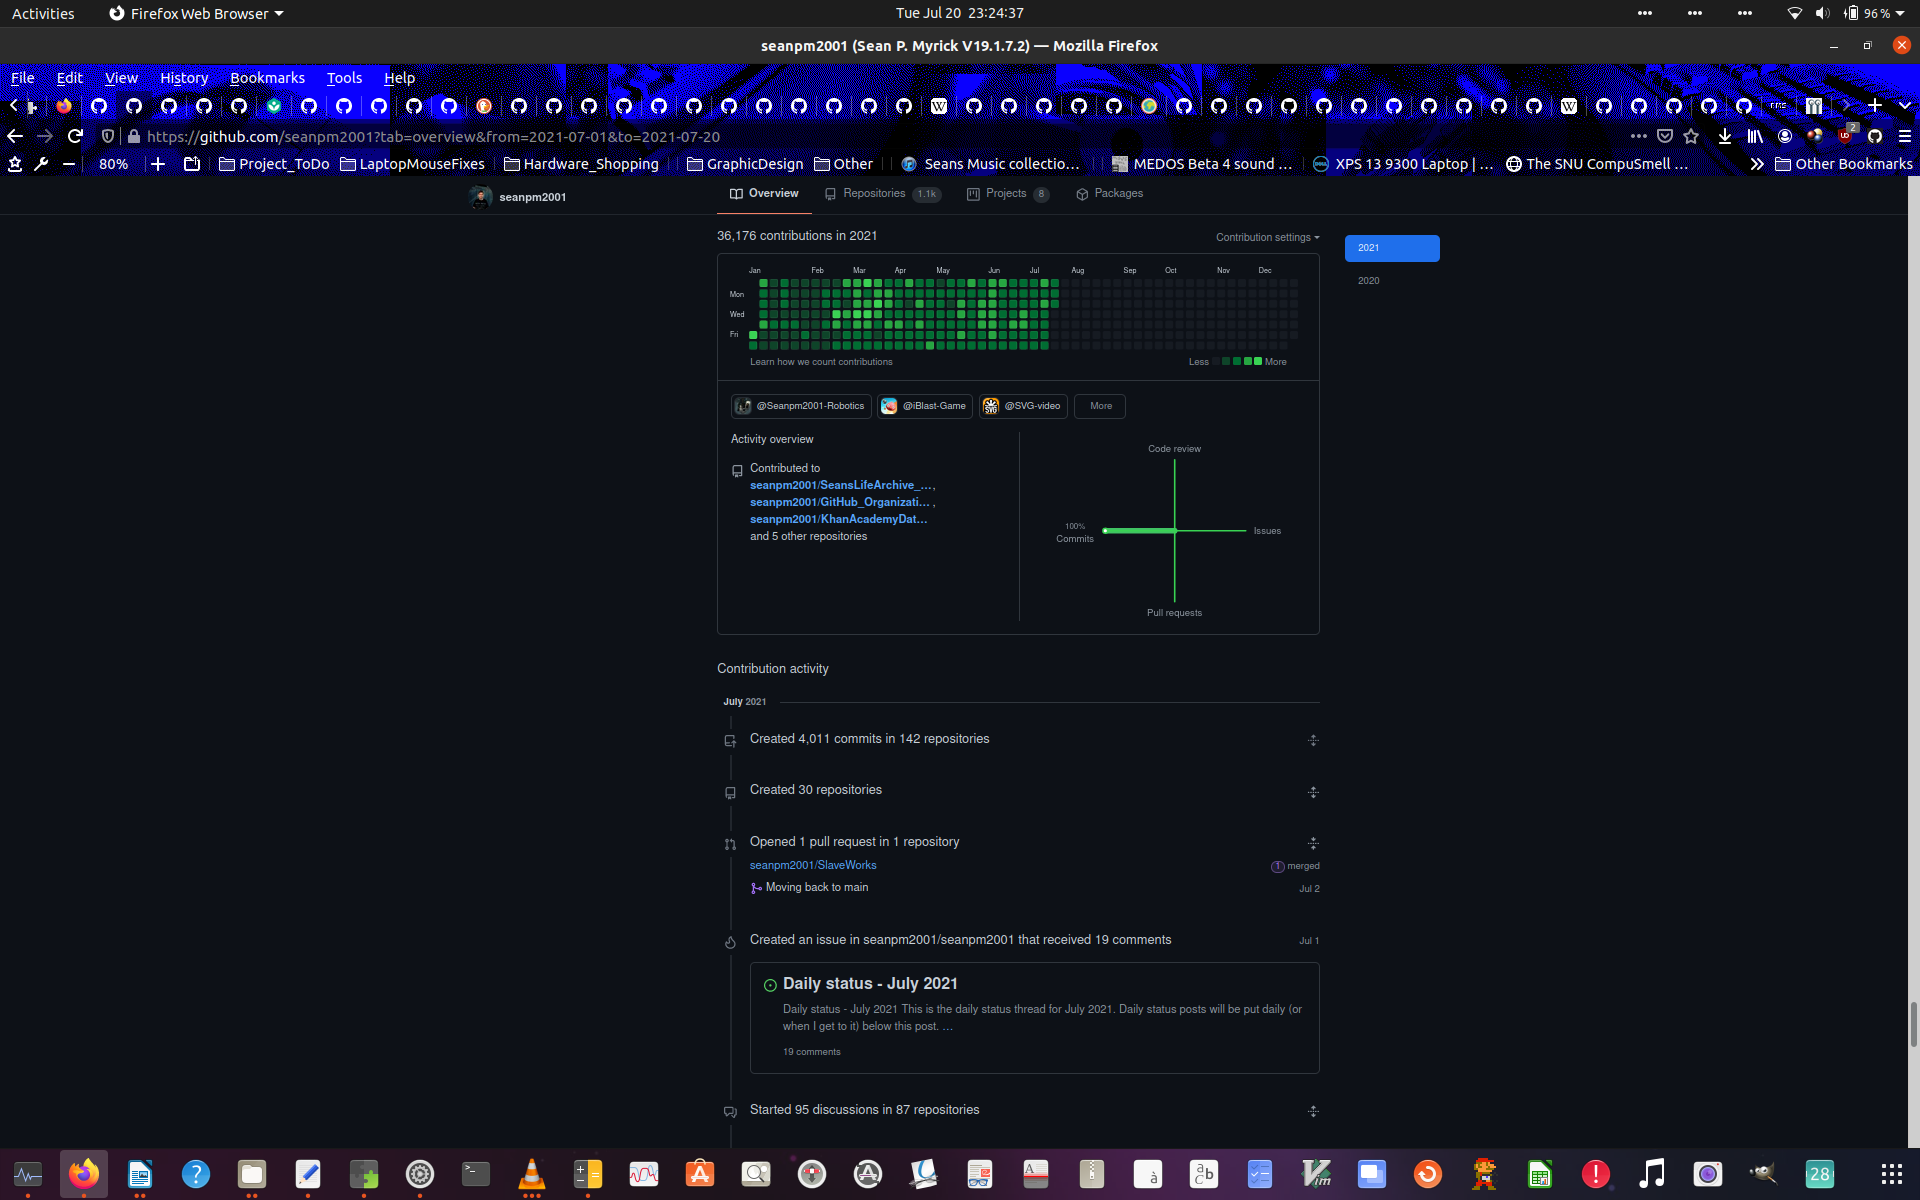 Activities
Firefox Web Browser
Tue Jul 20 23:24:37
96 %
seanpm2001 (Sean P. Myrick V19.1.7.2) — Mozilla Firefox
File Edit View History Bookmarks Tools Help
https://github.com/seanpm2001?tab=overview&from=2021-07-01&to=2021-07-20
2
80%
Project_ToDo
LaptopMouseFixes
Hardware_Shopping
GraphicDesign
Other
Seans Music collectio…
MEDOS Beta 4 sound …
XPS 13 9300 Laptop | …
The SNU CompuSmell …
Other Bookmarks
seanpm2001
Overview
Repositories 1.1k
Projects 8
Packages
36,176 contributions in 2021
Contribution settings
2021
2020
Jan Feb Mar Apr May Jun Jul Aug Sep Oct Nov Dec
Mon
Wed
Fri
Learn how we count contributions
Less More
@Seanpm2001-Robotics
@iBlast-Game
SVG
@SVG-video
More
Activity overview
Contributed to
seanpm2001/SeansLifeArchive_… ,
seanpm2001/GitHub_Organizati… ,
seanpm2001/KhanAcademyDat…
and 5 other repositories
Code review
100%
Commits
Issues
Pull requests
Contribution activity
July 2021
Created 4,011 commits in 142 repositories
Created 30 repositories
Opened 1 pull request in 1 repository
seanpm2001/SlaveWorks
1 merged
Moving back to main
Jul 2
Created an issue in seanpm2001/seanpm2001 that received 19 comments
Jul 1
Daily status - July 2021
Daily status - July 2021 This is the daily status thread for July 2021. Daily status posts will be put daily (or
when I get to it) below this post. …
19 comments
Started 95 discussions in 87 repositories
28